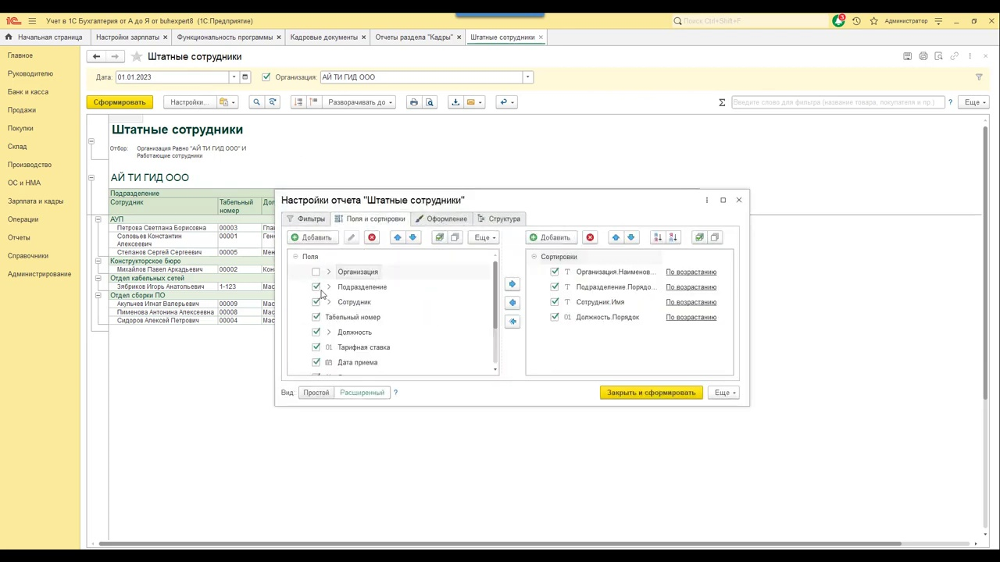 Учет в 1С Бухгалтерия от А до Я от buhexpert8 (1С:Предприятие)
Поиск Ctrl+Shift+F
3
Администратор
Начальная страница
Настройки зарплаты
Функциональность программы
Кадровые документы
Отчеты раздела "Кадры"
Штатные сотрудники
Главное
Руководителю
Банк и касса
Продажи
Покупки
Склад
Производство
ОС и НМА
Зарплата и кадры
Операции
Отчеты
Справочники
Администрирование
Штатные сотрудники
Дата: 01.01.2023
Организация: АЙ ТИ ГИД ООО
Сформировать
Настройки...
Разворачивать до
Введите слово для фильтра (название товара, покупателя и пр.)
?
Еще
Штатные сотрудники
Отбор: Организация Равно "АЙ ТИ ГИД ООО" И
Работающие сотрудники
АЙ ТИ ГИД ООО
Подразделение
Сотрудник Табельный номер
АУП
Петрова Светлана Борисовна 00003 Гла
Соловьев Константин Алексеевич 00001 Ген
Степанов Сергей Сергеевич 00005 Мен
Конструкторское бюро
Михайлов Павел Аркадьевич 00002 Кон
Отдел кабельных сетей
Зябриков Игорь Анатольевич 1-123 Мас
Отдел сборки ПО
Акульчев Игнат Валерьевич 00009 Мас
Пименова Антонина Алексеевна 00008 Мас
Сидоров Алексей Петрович 00004 Мас
Настройки отчета "Штатные сотрудники"
Фильтры
Поля и сортировки
Оформление
Структура
Добавить
Еще
Добавить
Поля
Организация
Подразделение
Сотрудник
Табельный номер
Должность
01 Тарифная ставка
Дата приема
Сортировки
Организация.Наименов... По возрастанию
Подразделение.Порядо... По возрастанию
Сотрудник.Имя По возрастанию
01 Должность.Порядок По возрастанию
Вид: Простой Расширенный ?
Закрыть и сформировать
Еще